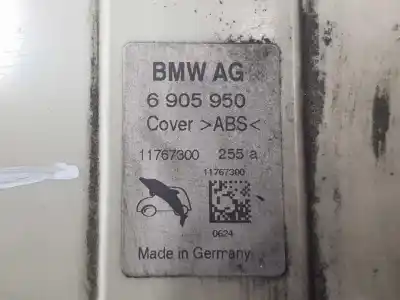 BMW AG
6 905 950
Cover >ABS<
11767300 255 a
11767300
0624
Made in Germany